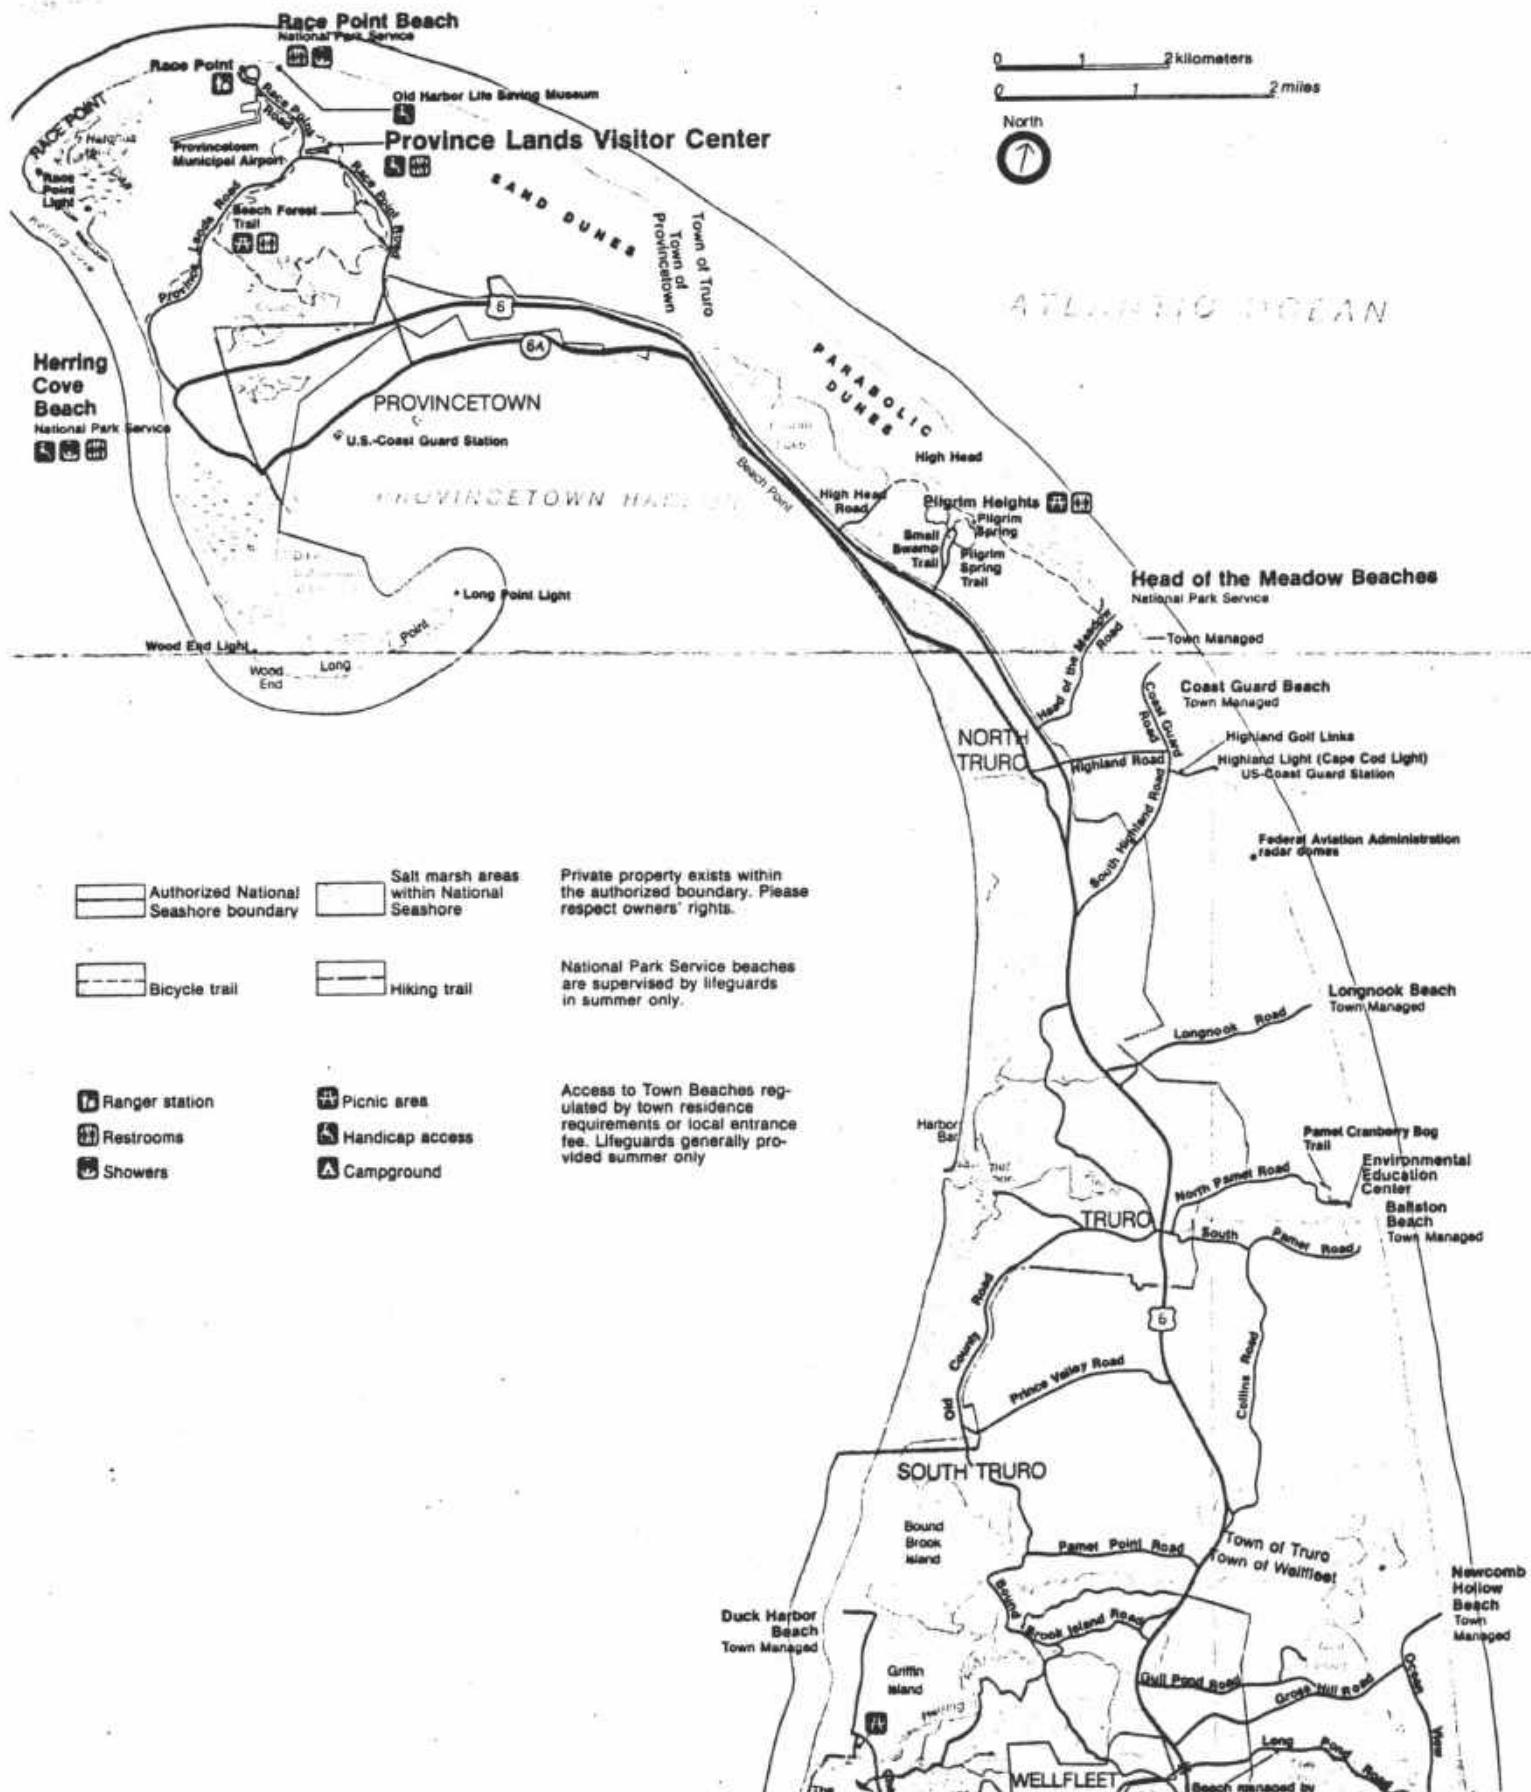 Race Point Beach
National Park Service
0 1 2 kilometers
0 1 2 miles
North
Race Point
Old Harbor Life Saving Museum
RACE POINT
Race Point
Road
Province Lands Visitor Center
Provincetown
Municipal Airport
Race
Point
Light
Province Lands Road
Beach Forest
Trail
Race Point
SAND DUNES
Town of Truro
Town of
Provincetown
ATLANTIC OCEAN
6
6A
Herring
Cove
Beach
National Park Service
PROVINCETOWN
U.S.-Coast Guard Station
PROVINCETOWN
PARABOLIC
DUNES
High Head
Beach Point
High Head
Road
Pilgrim Heights
Pilgrim
Spring
Small
Swamp
Trail
Pilgrim
Spring
Trail
Long Point Light
Head of the Meadow Beaches
National Park Service
Town Managed
Head of the Meadow
Road
Wood End Light
Wood
End
Long
Point
Coast Guard
Road
Coast Guard Beach
Town Managed
NORTH
TRURO
Highland Golf Links
Highland Road
Highland Light (Cape Cod Light)
US-Coast Guard Station
South Highland Road
Federal Aviation Administration
radar domes
Authorized National
Seashore boundary
Salt marsh areas
within National
Seashore
Private property exists within
the authorized boundary. Please
respect owners' rights.
Bicycle trail
Hiking trail
National Park Service beaches
are supervised by lifeguards
in summer only.
Longnook Beach
Town Managed
Longnook Road
Ranger station
Picnic area
Restrooms
Handicap access
Showers
Campground
Access to Town Beaches reg-
ulated by town residence
requirements or local entrance
fee. Lifeguards generally pro-
vided summer only
Harbor
Bar
Pamet Cranberry Bog
Trail
Environmental
Education
Center
North Pamet Road
Ballston
Beach
Town Managed
TRURO
South Pamet Road
Old County Road
6
Prince Valley Road
Collins Road
SOUTH TRURO
Bound
Brook
Island
Pamet Point Road
Town of Truro
Town of Wellfleet
Newcomb
Hollow
Beach
Town
Managed
Duck Harbor
Beach
Town Managed
Bound Brook Island Road
Griffin
Island
Herring
Gull Pond Road
Gross Hill Road
Ocean View
Long Pond Road
WELLFLEET
The
Beach managed by